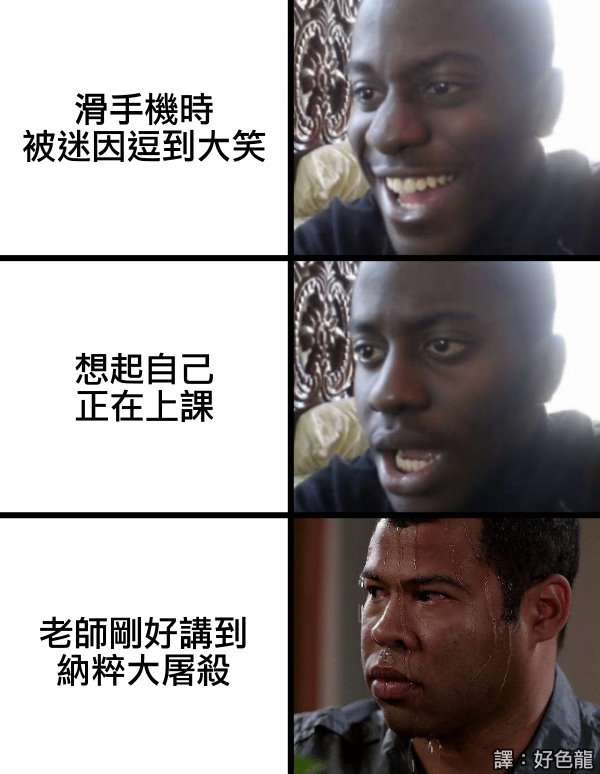 滑手機時
被迷因逗到大笑
想起自己
正在上課
老師剛好講到
納粹大屠殺
譯：好色龍